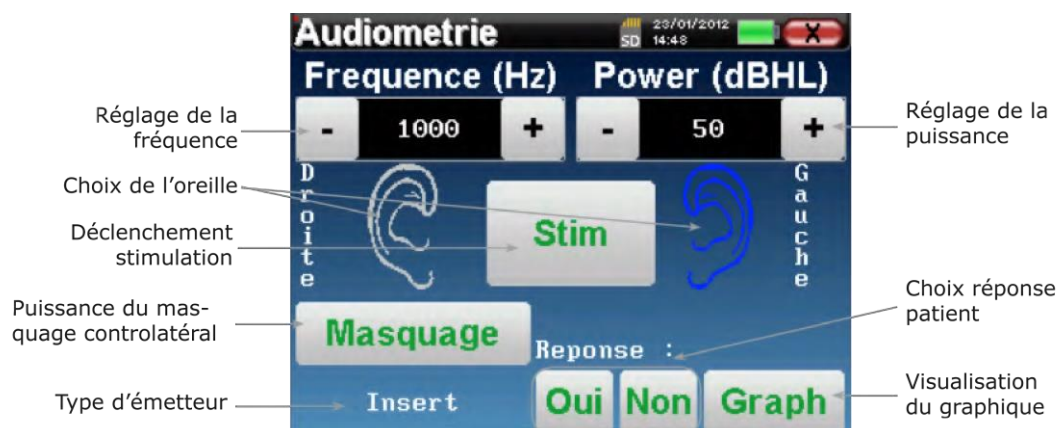 Audiometrie
SD
23/01/2012
14:48
X
Frequence (Hz)
Power (dBHL)
- 1000 +
- 50 +
Réglage de la
fréquence
Réglage de la
puissance
Choix de l'oreille
Droite
Gauche
Stim
Déclenchement
stimulation
Puissance du mas-
quage controlatéral
Masquage
Choix réponse
patient
Reponse :
Type d'émetteur
Insert
Oui Non Graph
Visualisation
du graphique